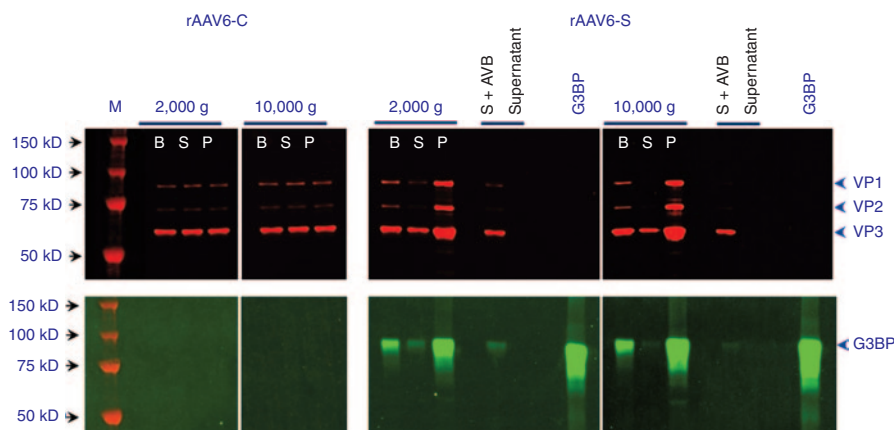 rAAV6-C
rAAV6-S
M
2,000 g
10,000 g
2,000 g
S + AVB
Supernatant
G3BP
10,000 g
S + AVB
Supernatant
G3BP
150 kD
100 kD
75 kD
50 kD
B S P
B S P
B S P
B S P
VP1
VP2
VP3
150 kD
100 kD
75 kD
50 kD
G3BP